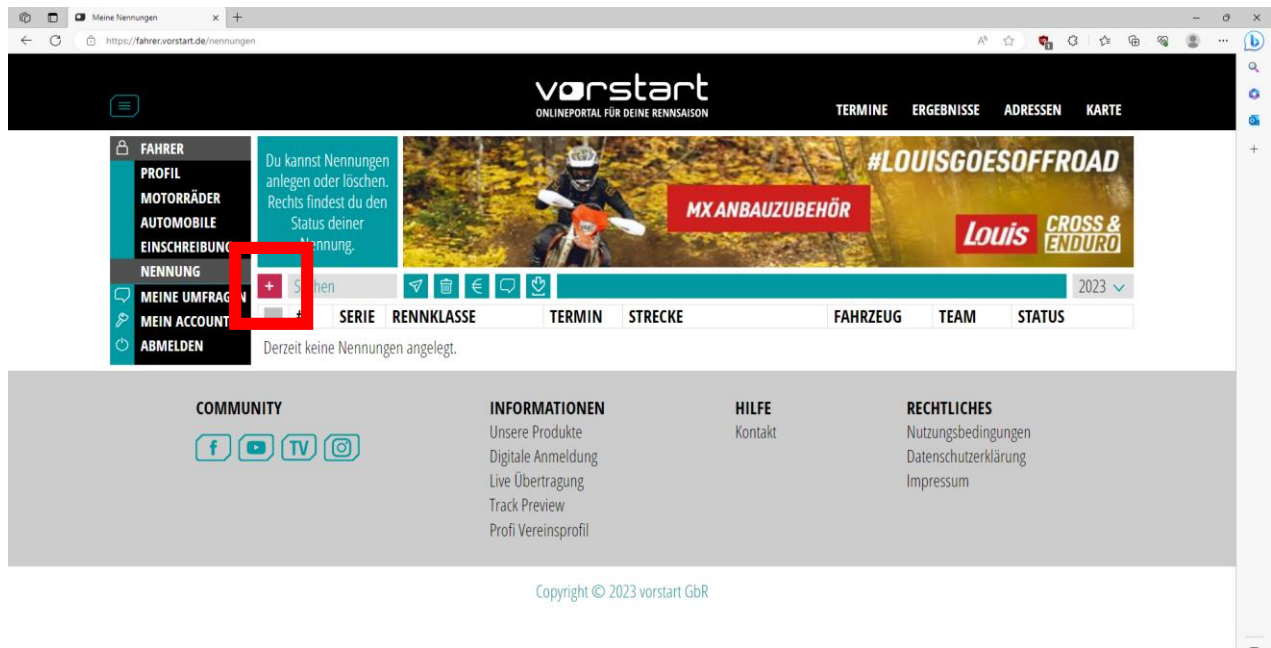 Meine Nennungen
https://fahrer.vorstart.de/nennungen
vorstart
ONLINEPORTAL FÜR DEINE RENNSAISON
TERMINE ERGEBNISSE ADRESSEN KARTE
FAHRER
PROFIL
MOTORRÄDER
AUTOMOBILE
NENNUNG
MEINE UMFRAGEN
MEIN ACCOUNT
ABMELDEN
Du kannst Nennungen
anlegen oder löschen.
Rechts findest du den
Status deiner
Nennung.
#LOUISGOESOFFROAD
MX ANBAUZUBEHÖR
Louis CROSS &
ENDURO
+ € 2023
SERIE RENNKLASSE TERMIN STRECKE FAHRZEUG TEAM STATUS
Derzeit keine Nennungen angelegt.
COMMUNITY
f TV
INFORMATIONEN
Unsere Produkte
Digitale Anmeldung
Live Übertragung
Track Preview
Profi Vereinsprofil
HILFE
Kontakt
RECHTLICHES
Nutzungsbedingungen
Datenschutzerklärung
Impressum
Copyright © 2023 vorstart GbR